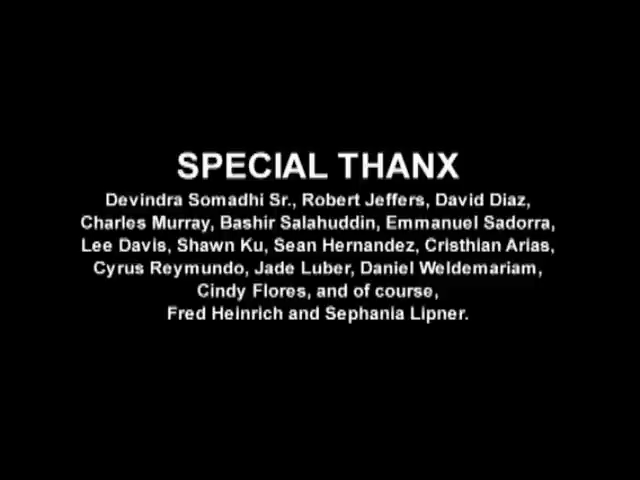 SPECIAL THANX
Devindra Somadhi Sr., Robert Jeffers, David Diaz,
Charles Murray, Bashir Salahuddin, Emmanuel Sadorra,
Lee Davis, Shawn Ku, Sean Hernandez, Cristhian Arias,
Cyrus Reymundo, Jade Luber, Daniel Weldemariam,
Cindy Flores, and of course,
Fred Heinrich and Sephania Lipner.